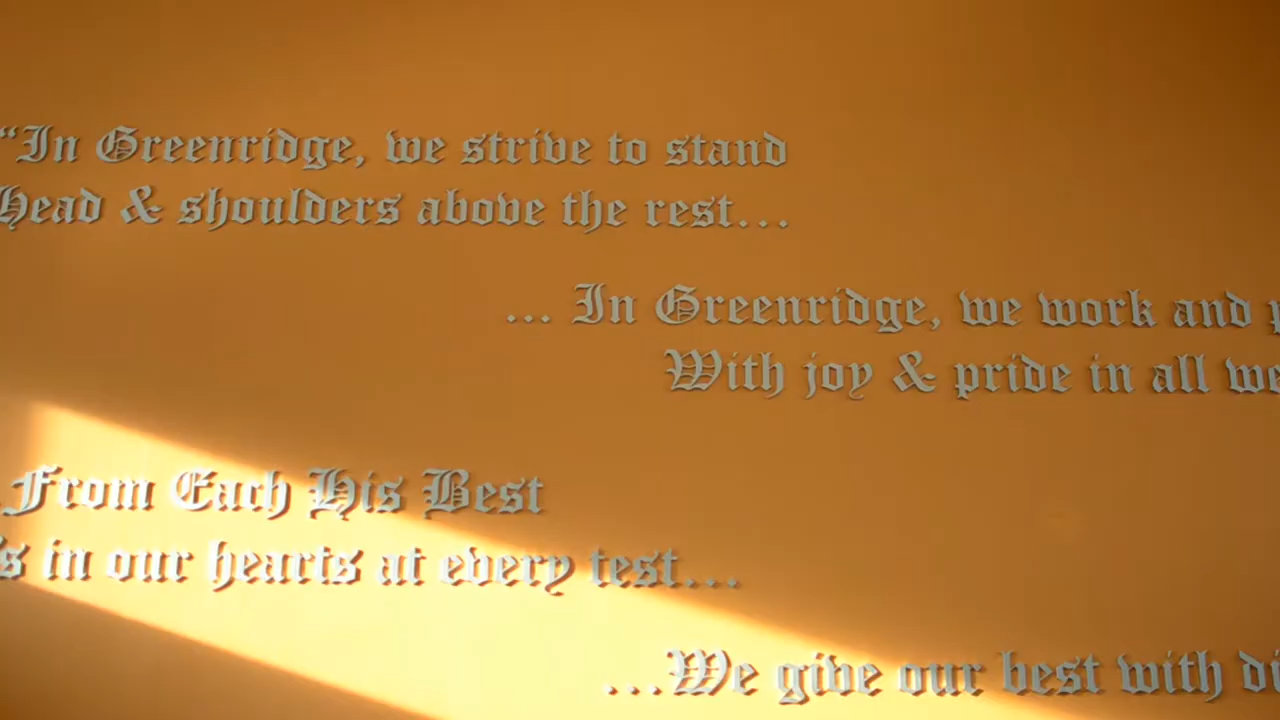 “In Greenridge, we strive to stand
Head & shoulders above the rest...
... In Greenridge, we work and
With joy & pride in all we
From Each His Best
in our hearts at every test...
...We give our best with